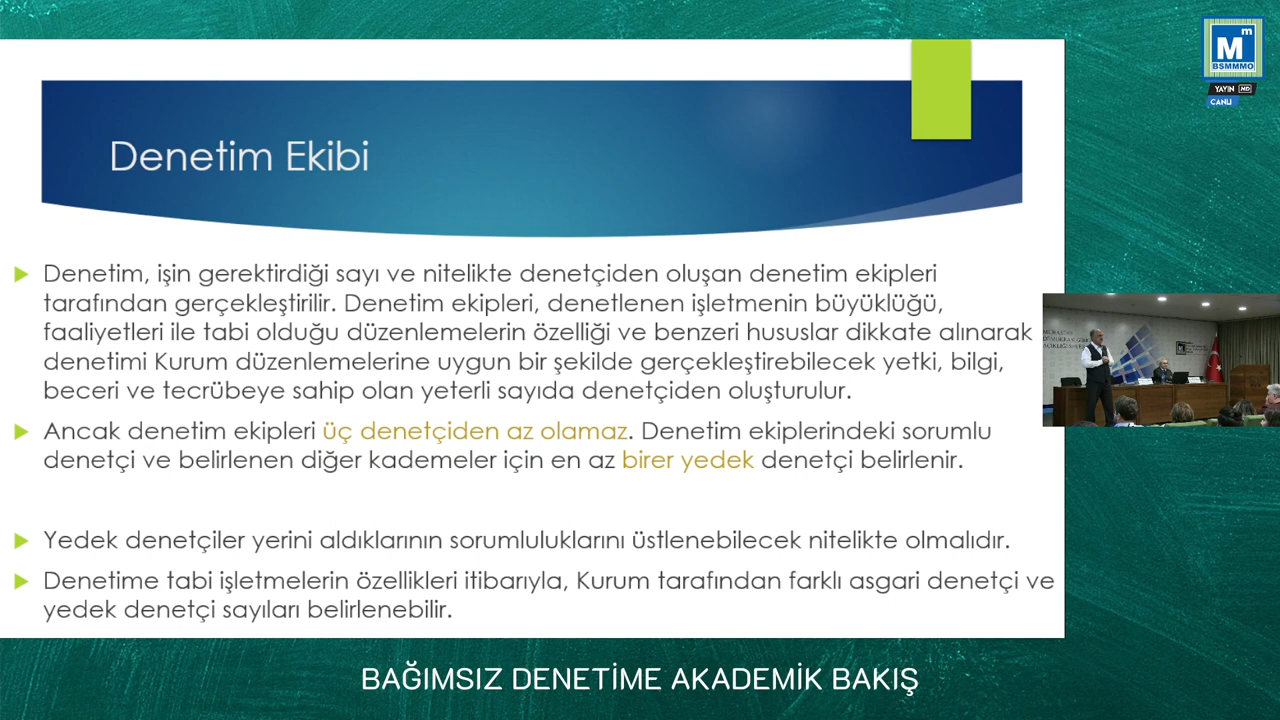 Mm
BSMMMO
YAYIN HD
CANLI
Denetim Ekibi
Denetim, işin gerektirdiği sayı ve nitelikte denetçiden oluşan denetim ekipleri
tarafından gerçekleştirilir. Denetim ekipleri, denetlenen işletmenin büyüklüğü,
faaliyetleri ile tabi olduğu düzenlemelerin özelliği ve benzeri hususlar dikkate alınarak
denetimi Kurum düzenlemelerine uygun bir şekilde gerçekleştirebilecek yetki, bilgi,
beceri ve tecrübeye sahip olan yeterli sayıda denetçiden oluşturulur.
Ancak denetim ekipleri üç denetçiden az olamaz. Denetim ekiplerindeki sorumlu
denetçi ve belirlenen diğer kademeler için en az birer yedek denetçi belirlenir.
Yedek denetçiler yerini aldıklarının sorumluluklarını üstlenebilecek nitelikte olmalıdır.
Denetime tabi işletmelerin özellikleri itibarıyla, Kurum tarafından farklı asgari denetçi ve
yedek denetçi sayıları belirlenebilir.
BAĞIMSIZ DENETİME AKADEMİK BAKIŞ